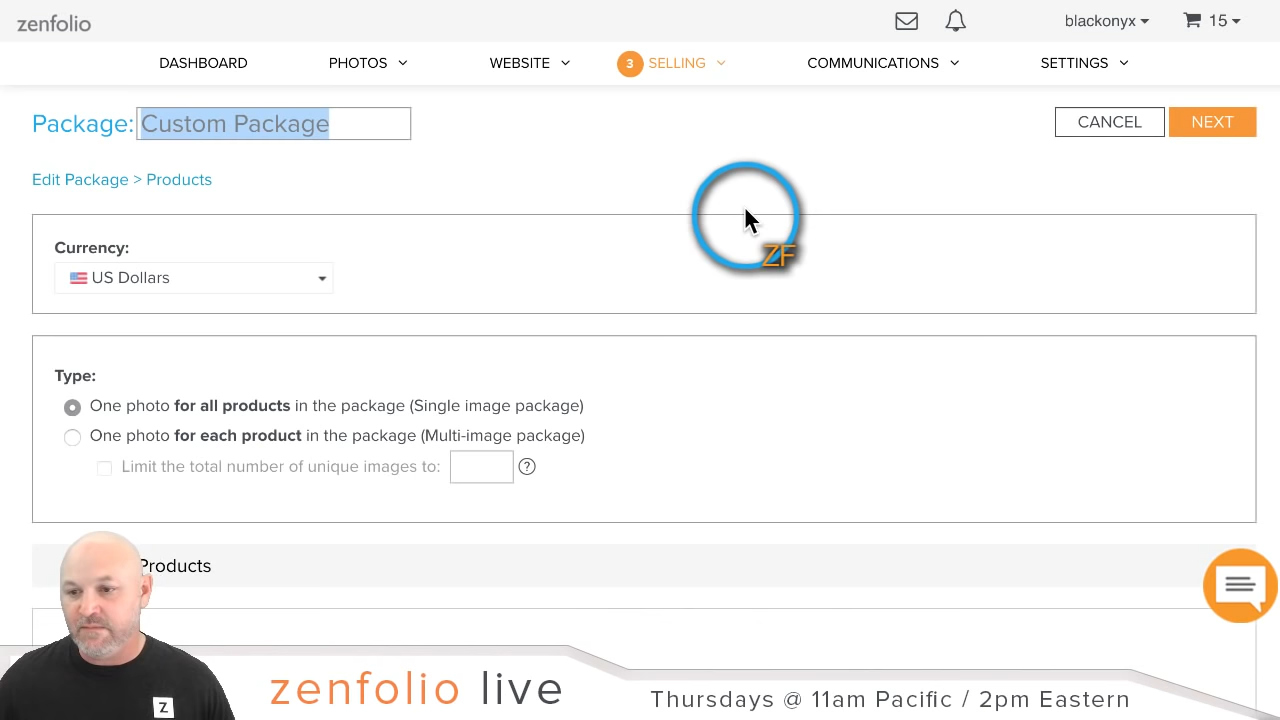 zenfolio
blackonyx
15
DASHBOARD
PHOTOS
WEBSITE
3 SELLING
COMMUNICATIONS
SETTINGS
Package: Custom Package
CANCEL
NEXT
Edit Package > Products
ZF
Currency:
US Dollars
Type:
One photo for all products in the package (Single image package)
One photo for each product in the package (Multi-image package)
Limit the total number of unique images to: ?
Products
Z
zenfolio live
Thursdays @ 11am Pacific / 2pm Eastern